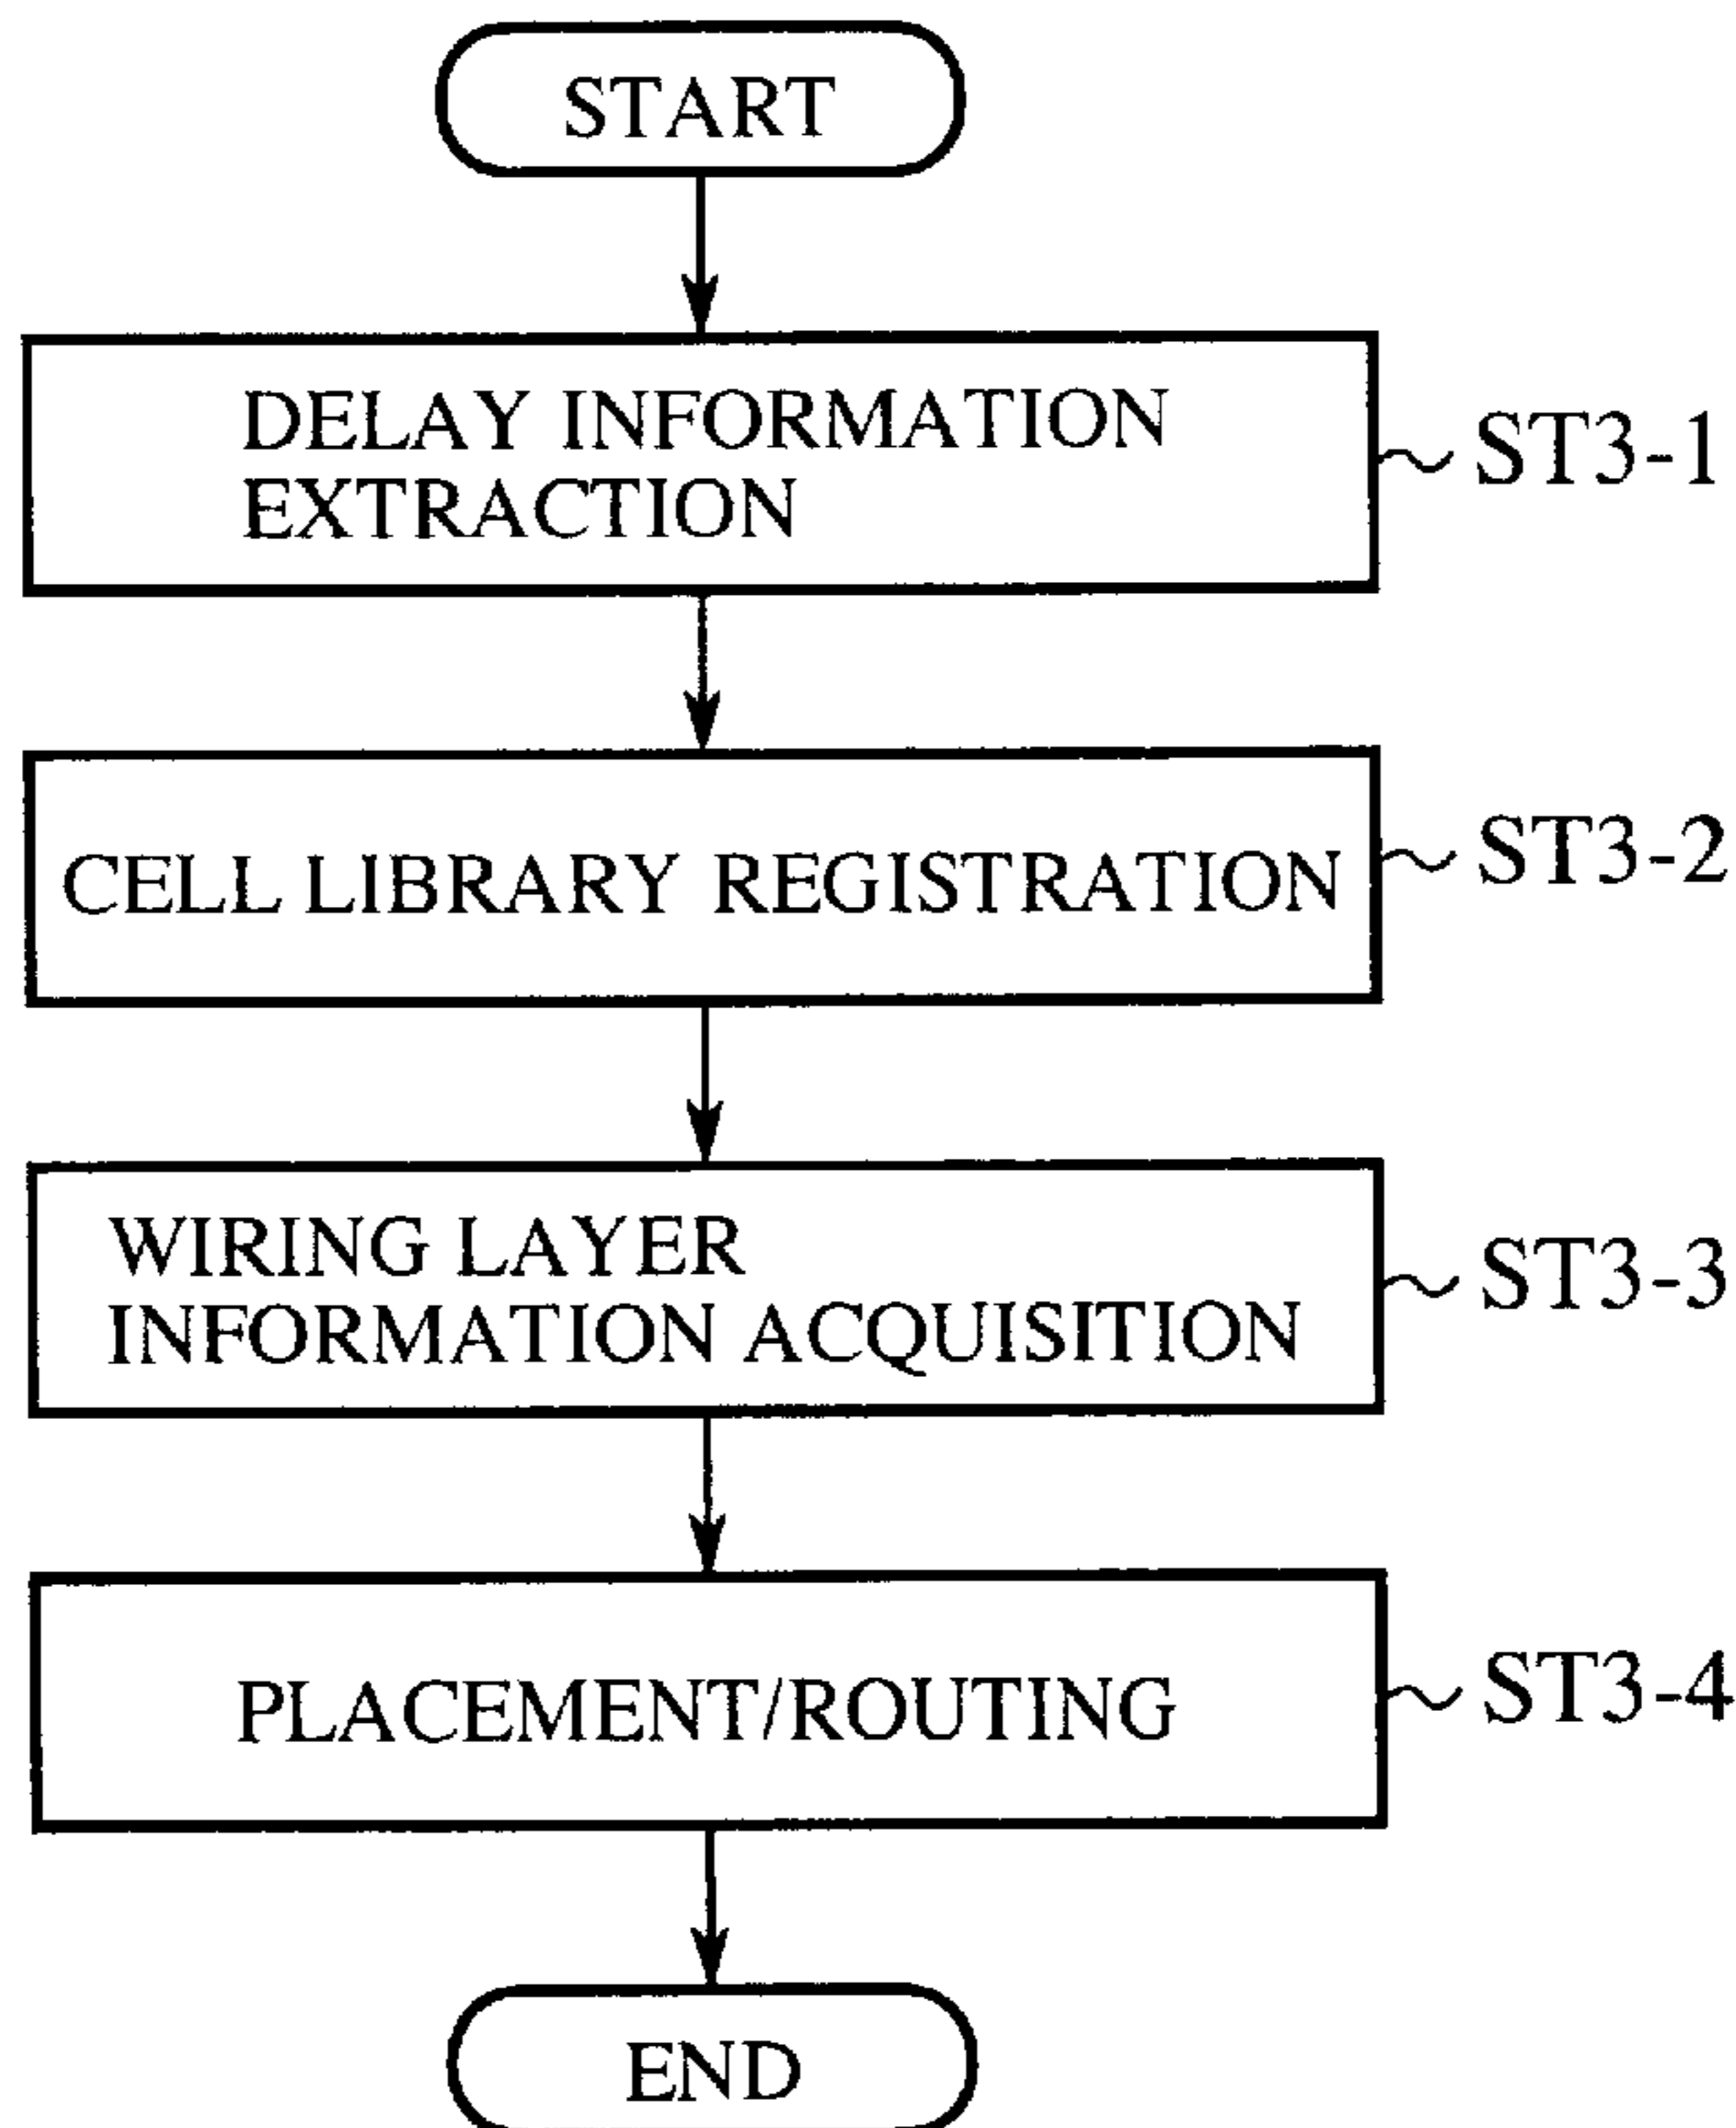 START
DELAY INFORMATION
EXTRACTION
ST3-1
CELL LIBRARY REGISTRATION
ST3-2
WIRING LAYER
INFORMATION ACQUISITION
ST3-3
PLACEMENT/ROUTING
ST3-4
END